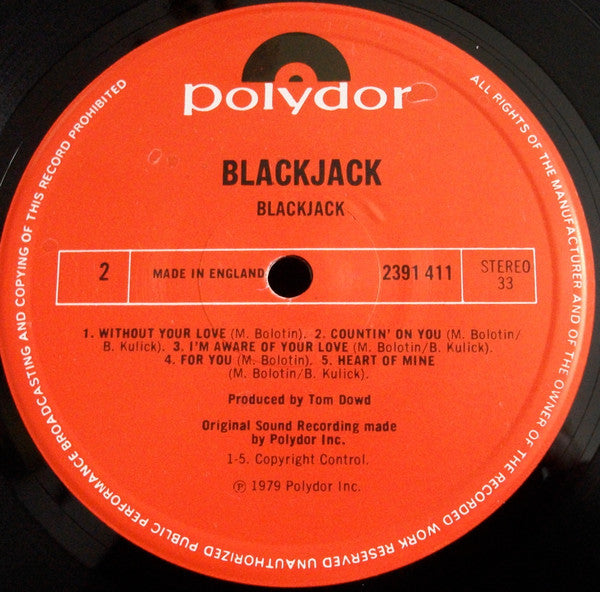 polydor
BLACKJACK
BLACKJACK
2 MADE IN ENGLAND 2391 411 STEREO
33
1. WITHOUT YOUR LOVE (M. Bolotin). 2. COUNTIN' ON YOU (M. Bolotin/
B. Kulick). 3. I'M AWARE OF YOUR LOVE (M. Bolotin/B. Kulick).
4. FOR YOU (M. Bolotin). 5. HEART OF MINE
(M. Bolotin/B. Kulick).
Produced by Tom Dowd
Original Sound Recording made
by Polydor Inc.
1-5. Copyright Control.
℗ 1979 Polydor Inc.
ALL RIGHTS OF THE MANUFACTURER AND OF THE OWNER OF THE RECORDED WORK RESERVED UNAUTHORIZED PUBLIC PERFORMANCE BROADCASTING AND COPYING OF THIS RECORD PROHIBITED